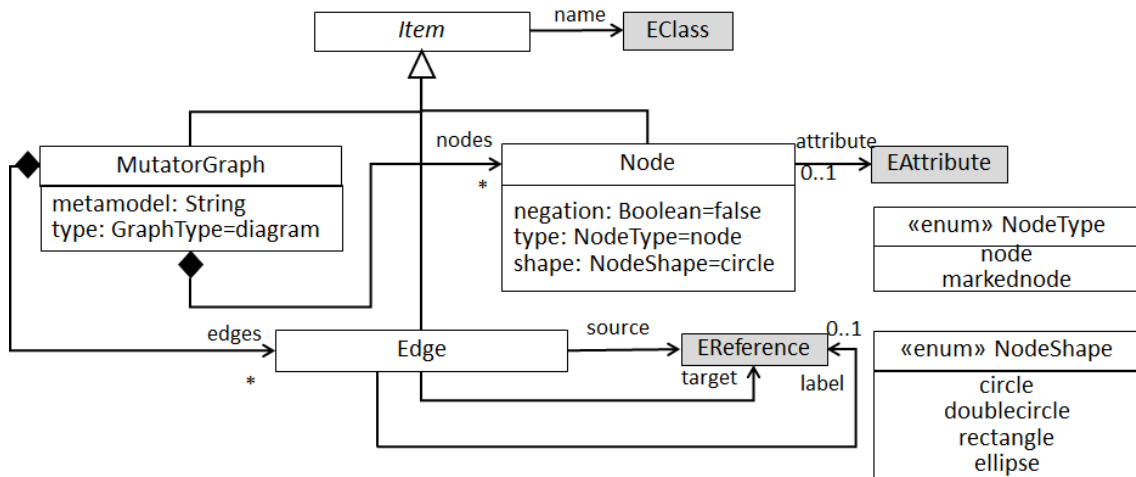 Item
name
EClass
nodes
*
attribute
0..1
EAttribute
MutatorGraph
metamodel: String
type: GraphType=diagram
Node
negation: Boolean=false
type: NodeType=node
shape: NodeShape=circle
«enum» NodeType
node
markednode
edges
*
Edge
source
target
label
0..1
EReference
«enum» NodeShape
circle
doublecircle
rectangle
ellipse